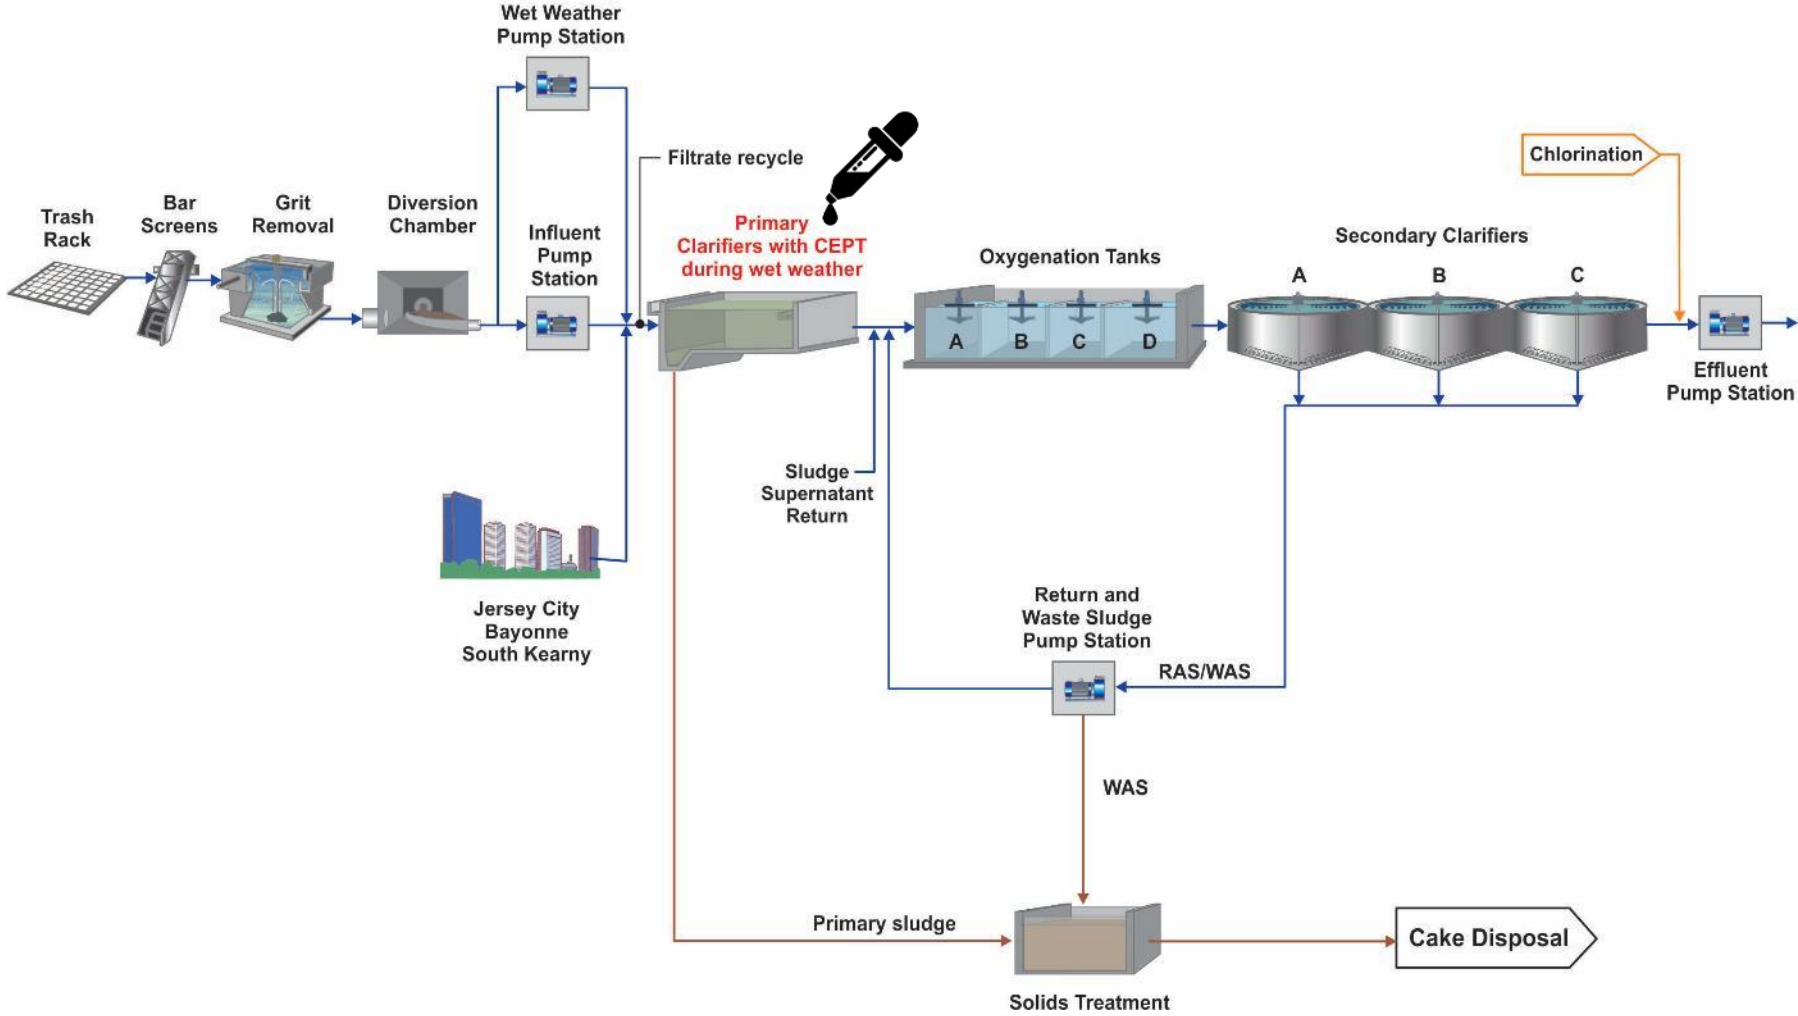 Wet Weather
Pump Station
Filtrate recycle
Chlorination
Trash
Rack
Bar
Screens
Grit
Removal
Diversion
Chamber
Influent
Pump
Station
Primary
Clarifiers with CEPT
during wet weather
Oxygenation Tanks
A
B
C
D
Secondary Clarifiers
A
B
C
Effluent
Pump Station
Sludge
Supernatant
Return
Jersey City
Bayonne
South Kearny
Return and
Waste Sludge
Pump Station
RAS/WAS
WAS
Primary sludge
Solids Treatment
Cake Disposal